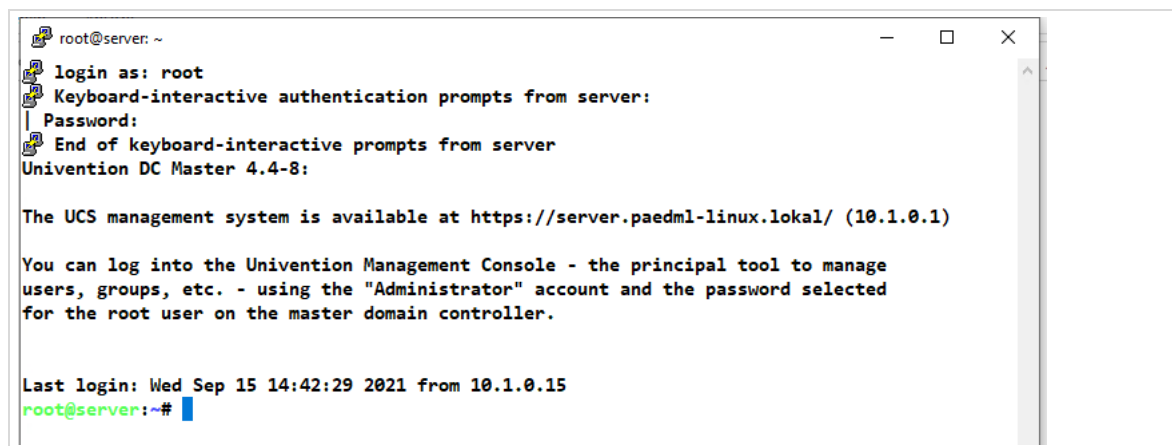 root@server: ~
login as: root
Keyboard-interactive authentication prompts from server:
| Password:
End of keyboard-interactive prompts from server
Univention DC Master 4.4-8:
The UCS management system is available at https://server.paedml-linux.lokal/ (10.1.0.1)
You can log into the Univention Management Console - the principal tool to manage
users, groups, etc. - using the "Administrator" account and the password selected
for the root user on the master domain controller.
Last login: Wed Sep 15 14:42:29 2021 from 10.1.0.15
root@server:~#